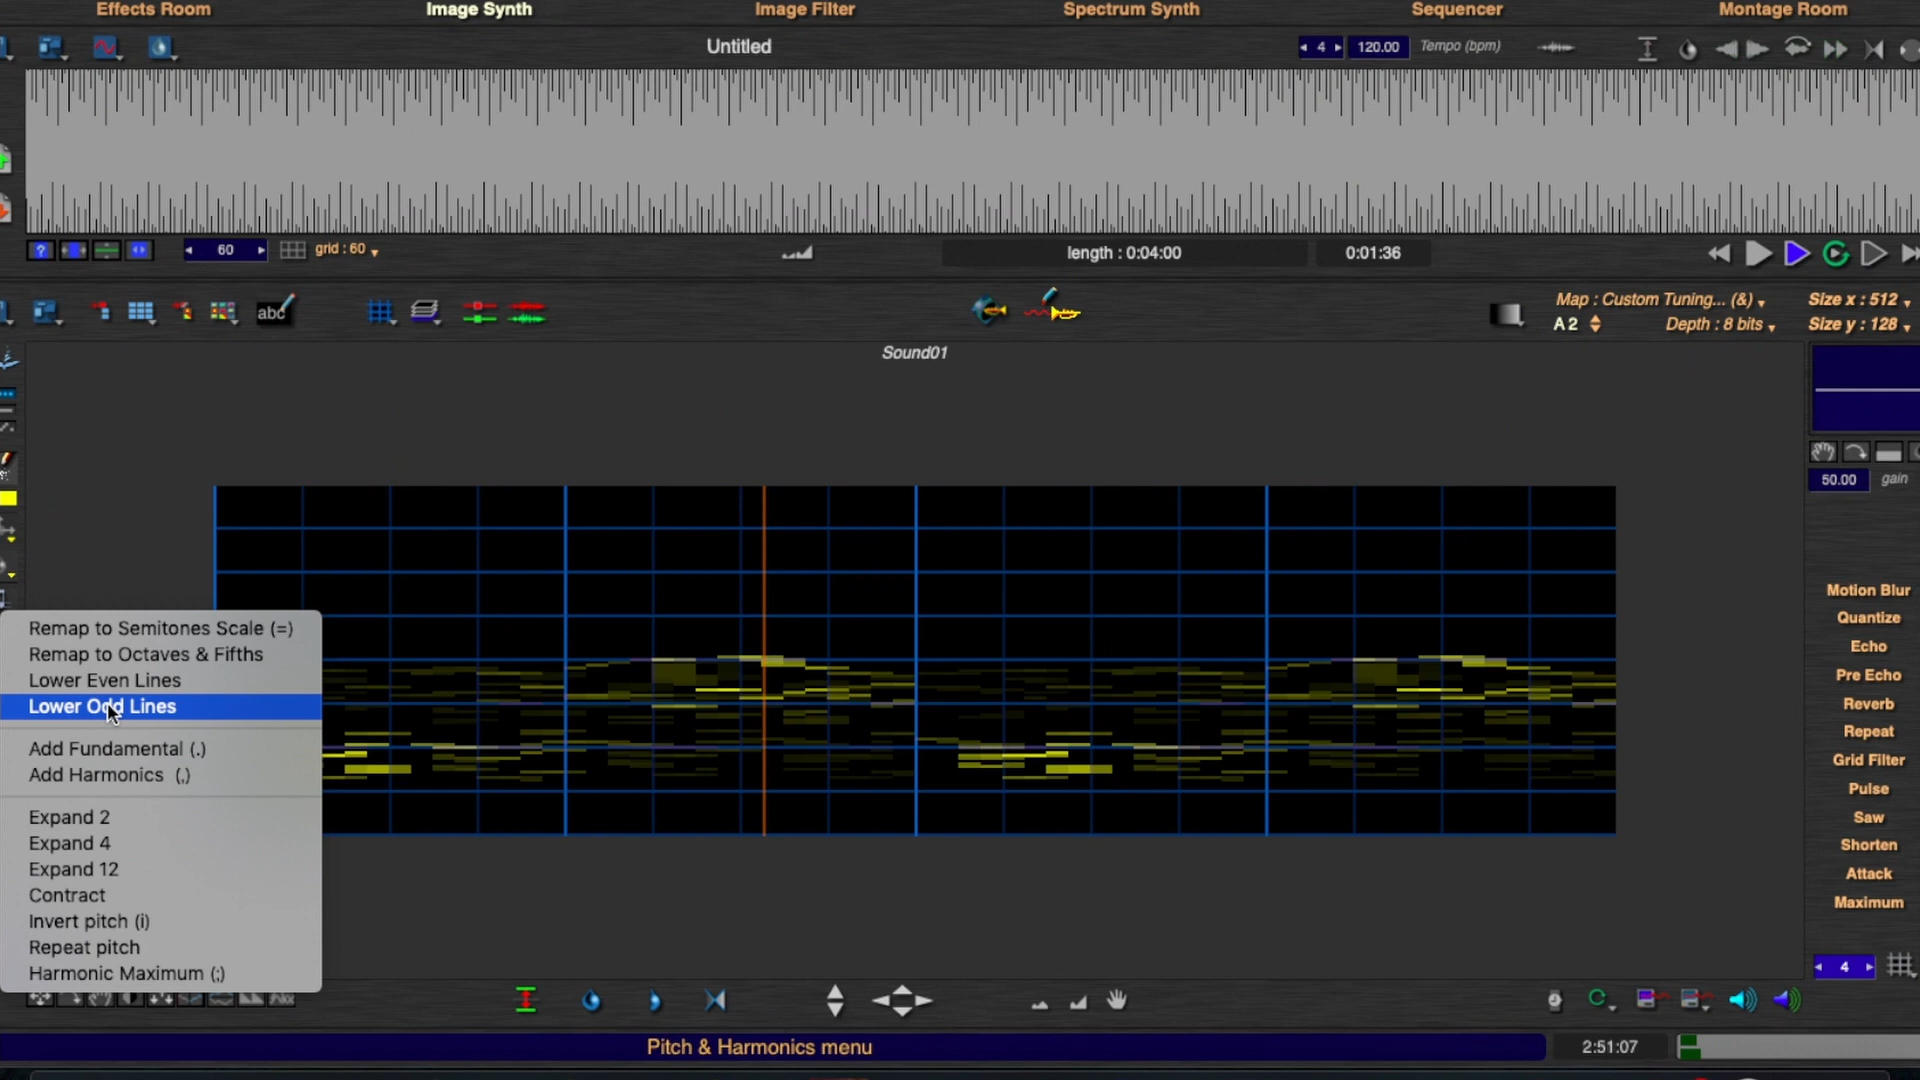 Effects Room
Image Synth
Image Filter
Spectrum Synth
Sequencer
Montage Room
Untitled
4
120.00
Tempo (bpm)
?
60
grid : 60
length : 0:04:00
0:01:36
abc
Map : Custom Tuning... (&)
Size x : 512
A 2
Depth : 8 bits
Size y : 128
Sound01
50.00
gain
Motion Blur
Quantize
Echo
Pre Echo
Reverb
Repeat
Grid Filter
Pulse
Saw
Shorten
Attack
Maximum
4
Remap to Semitones Scale (=)
Remap to Octaves & Fifths
Lower Even Lines
Lower Odd Lines
Add Fundamental (.)
Add Harmonics (,)
Expand 2
Expand 4
Expand 12
Contract
Invert pitch (i)
Repeat pitch
Harmonic Maximum (;)
Pitch & Harmonics menu
2:51:07